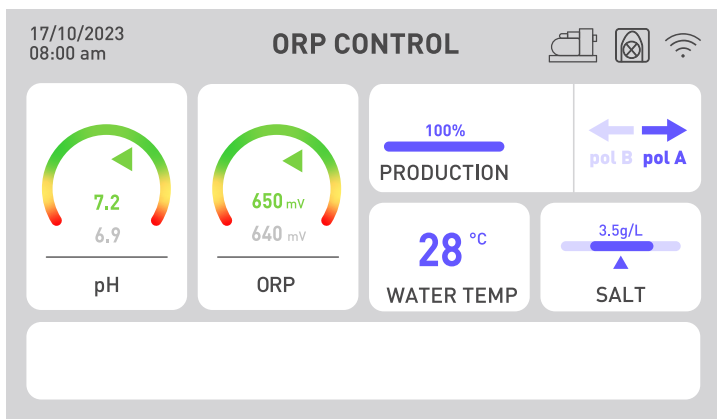 17/10/2023
08:00 am
ORP CONTROL
7.2
6.9
pH
650 mV
640 mV
ORP
100%
PRODUCTION
pol B pol A
28 °C
WATER TEMP
3.5g/L
SALT